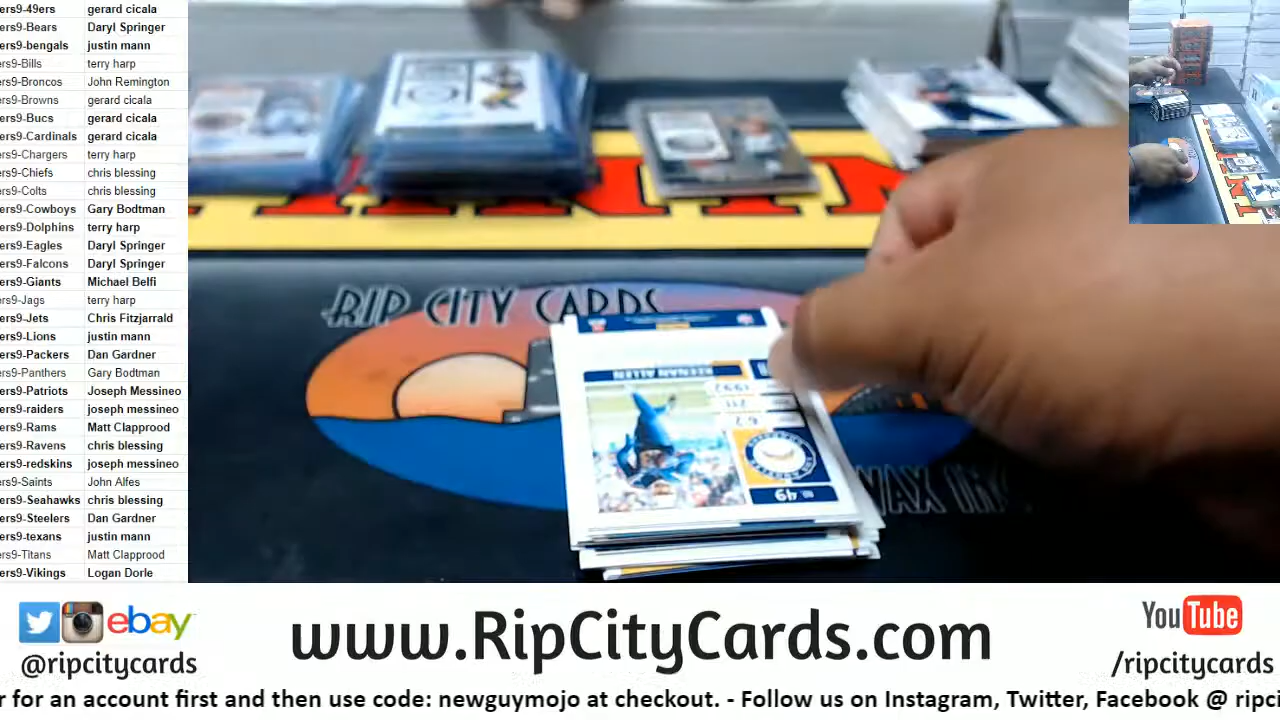 ers9-49ers gerard cicala
ers9-Bears Daryl Springer
ers9-bengals justin mann
ers9-Bills terry harp
ers9-Broncos John Remington
ers9-Browns gerard cicala
ers9-Bucs gerard cicala
ers9-Cardinals gerard cicala
ers9-Chargers terry harp
ers9-Chiefs chris blessing
ers9-Colts chris blessing
ers9-Cowboys Gary Bodtman
ers9-Dolphins terry harp
ers9-Eagles Daryl Springer
ers9-Falcons Daryl Springer
ers9-Giants Michael Belfi
ers9-Jags terry harp
ers9-Jets Chris Fitzjarrald
ers9-Lions justin mann
ers9-Packers Dan Gardner
ers9-Panthers Gary Bodtman
ers9-Patriots Joseph Messineo
ers9-raiders joseph messineo
ers9-Rams Matt Clapprood
ers9-Ravens chris blessing
ers9-redskins joseph messineo
ers9-Saints John Alfes
ers9-Seahawks chris blessing
ers9-Steelers Dan Gardner
ers9-texans justin mann
ers9-Titans Matt Clapprood
ers9-Vikings Logan Dorle
RIP CITY CARDS
KEENAN ALLEN
1992
211
6-2
49
WAX
ebay
@ripcitycards
www.RipCityCards.com
YouTube
/ripcitycards
r for an account first and then use code: newguymojo at checkout. - Follow us on Instagram, Twitter, Facebook @ ripci